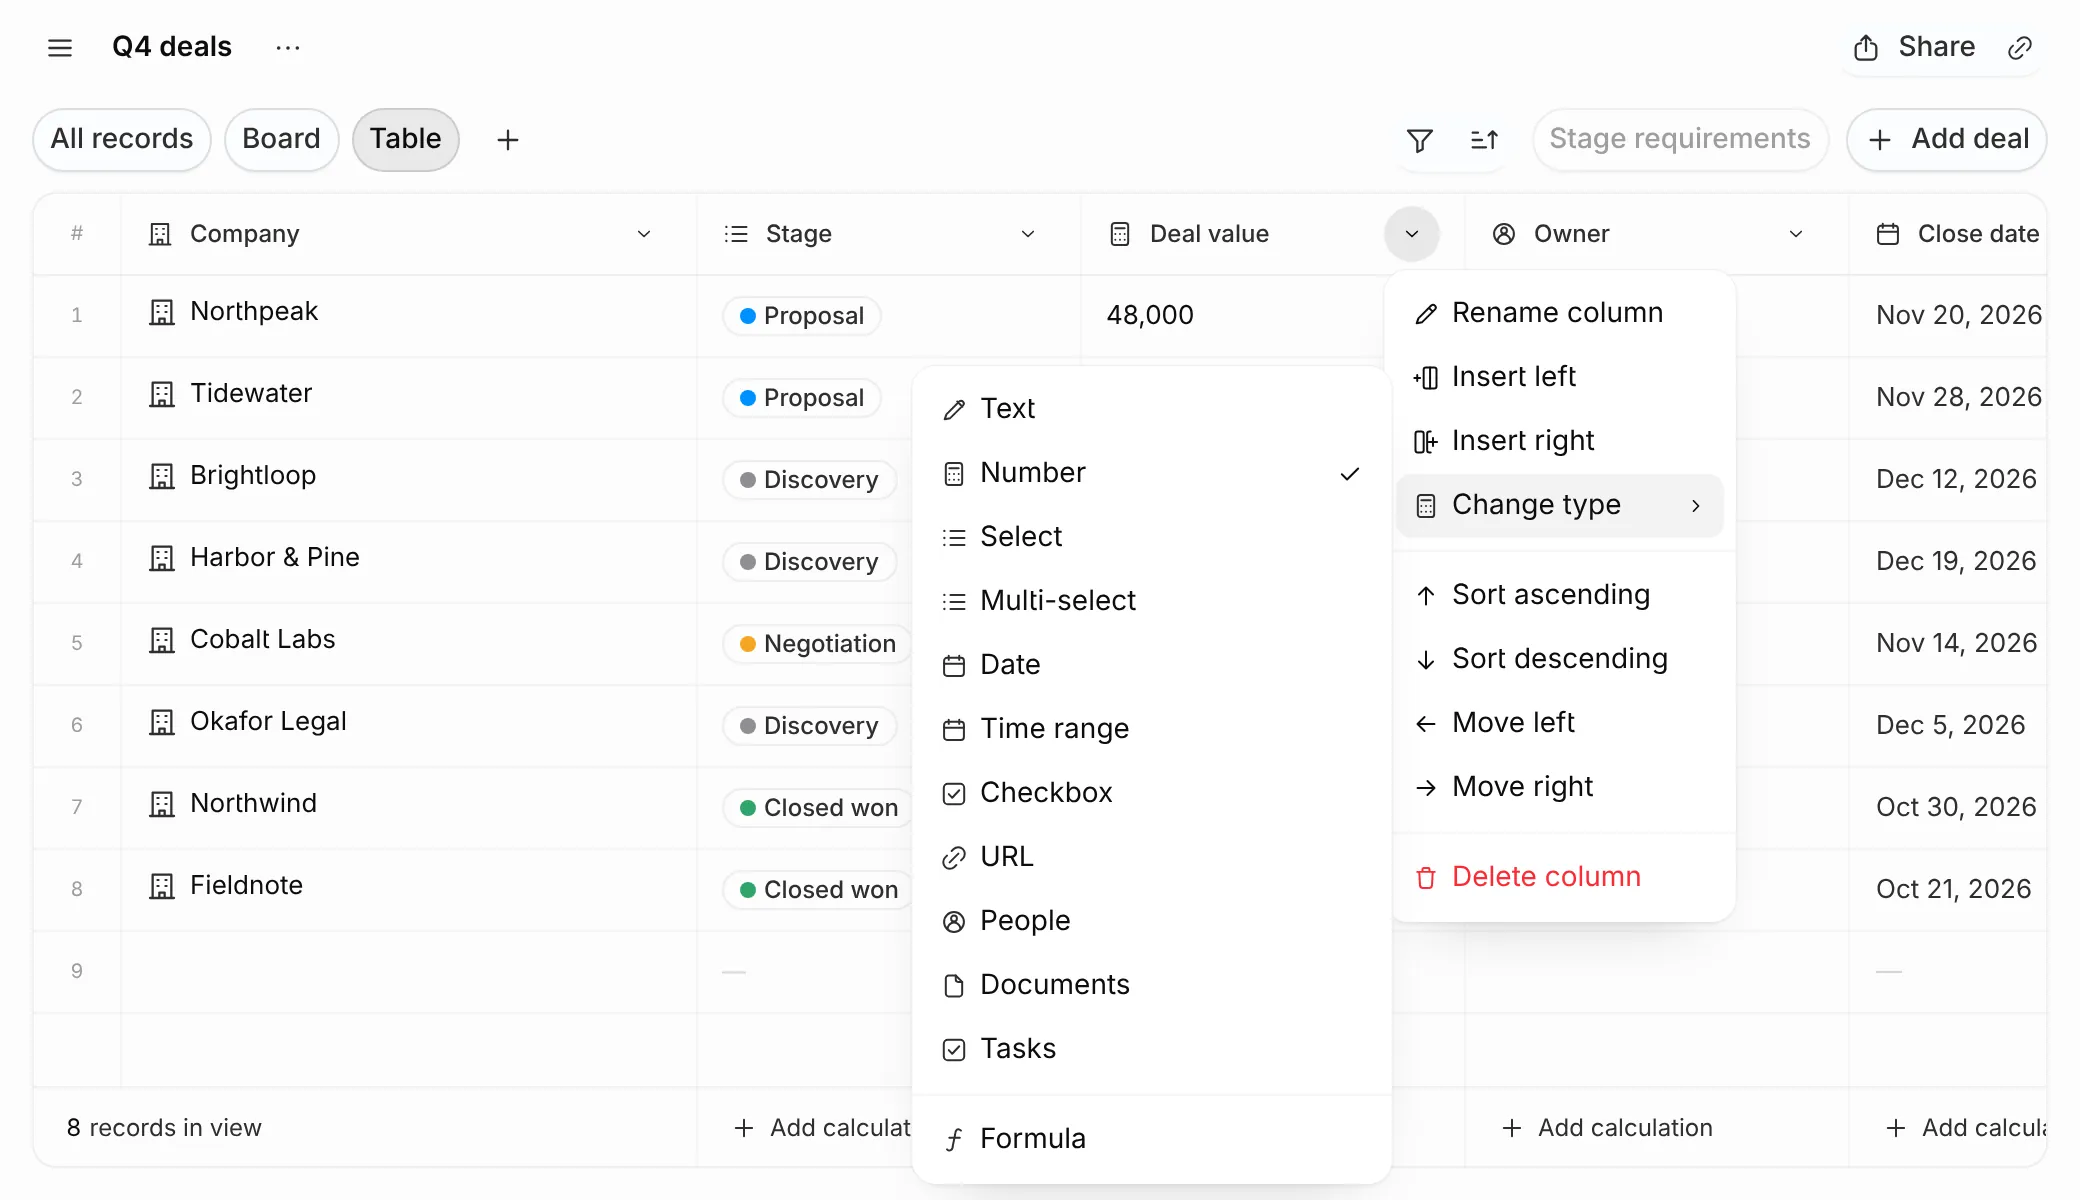 Q4 deals
Share
All records
Board
Table
Stage requirements
Add deal
# Company Stage Deal value Owner Close date
1 Northpeak Proposal 48,000 Nov 20, 2026
2 Tidewater Proposal Nov 28, 2026
3 Brightloop Discovery Dec 12, 2026
4 Harbor & Pine Discovery Dec 19, 2026
5 Cobalt Labs Negotiation Nov 14, 2026
6 Okafor Legal Discovery Dec 5, 2026
7 Northwind Closed won Oct 30, 2026
8 Fieldnote Closed won Oct 21, 2026
9 — —
8 records in view
Add calculat
Add calculation
Add calcula
Rename column
Insert left
Insert right
Change type
Sort ascending
Sort descending
Move left
Move right
Delete column
Text
Number
Select
Multi-select
Date
Time range
Checkbox
URL
People
Documents
Tasks
Formula